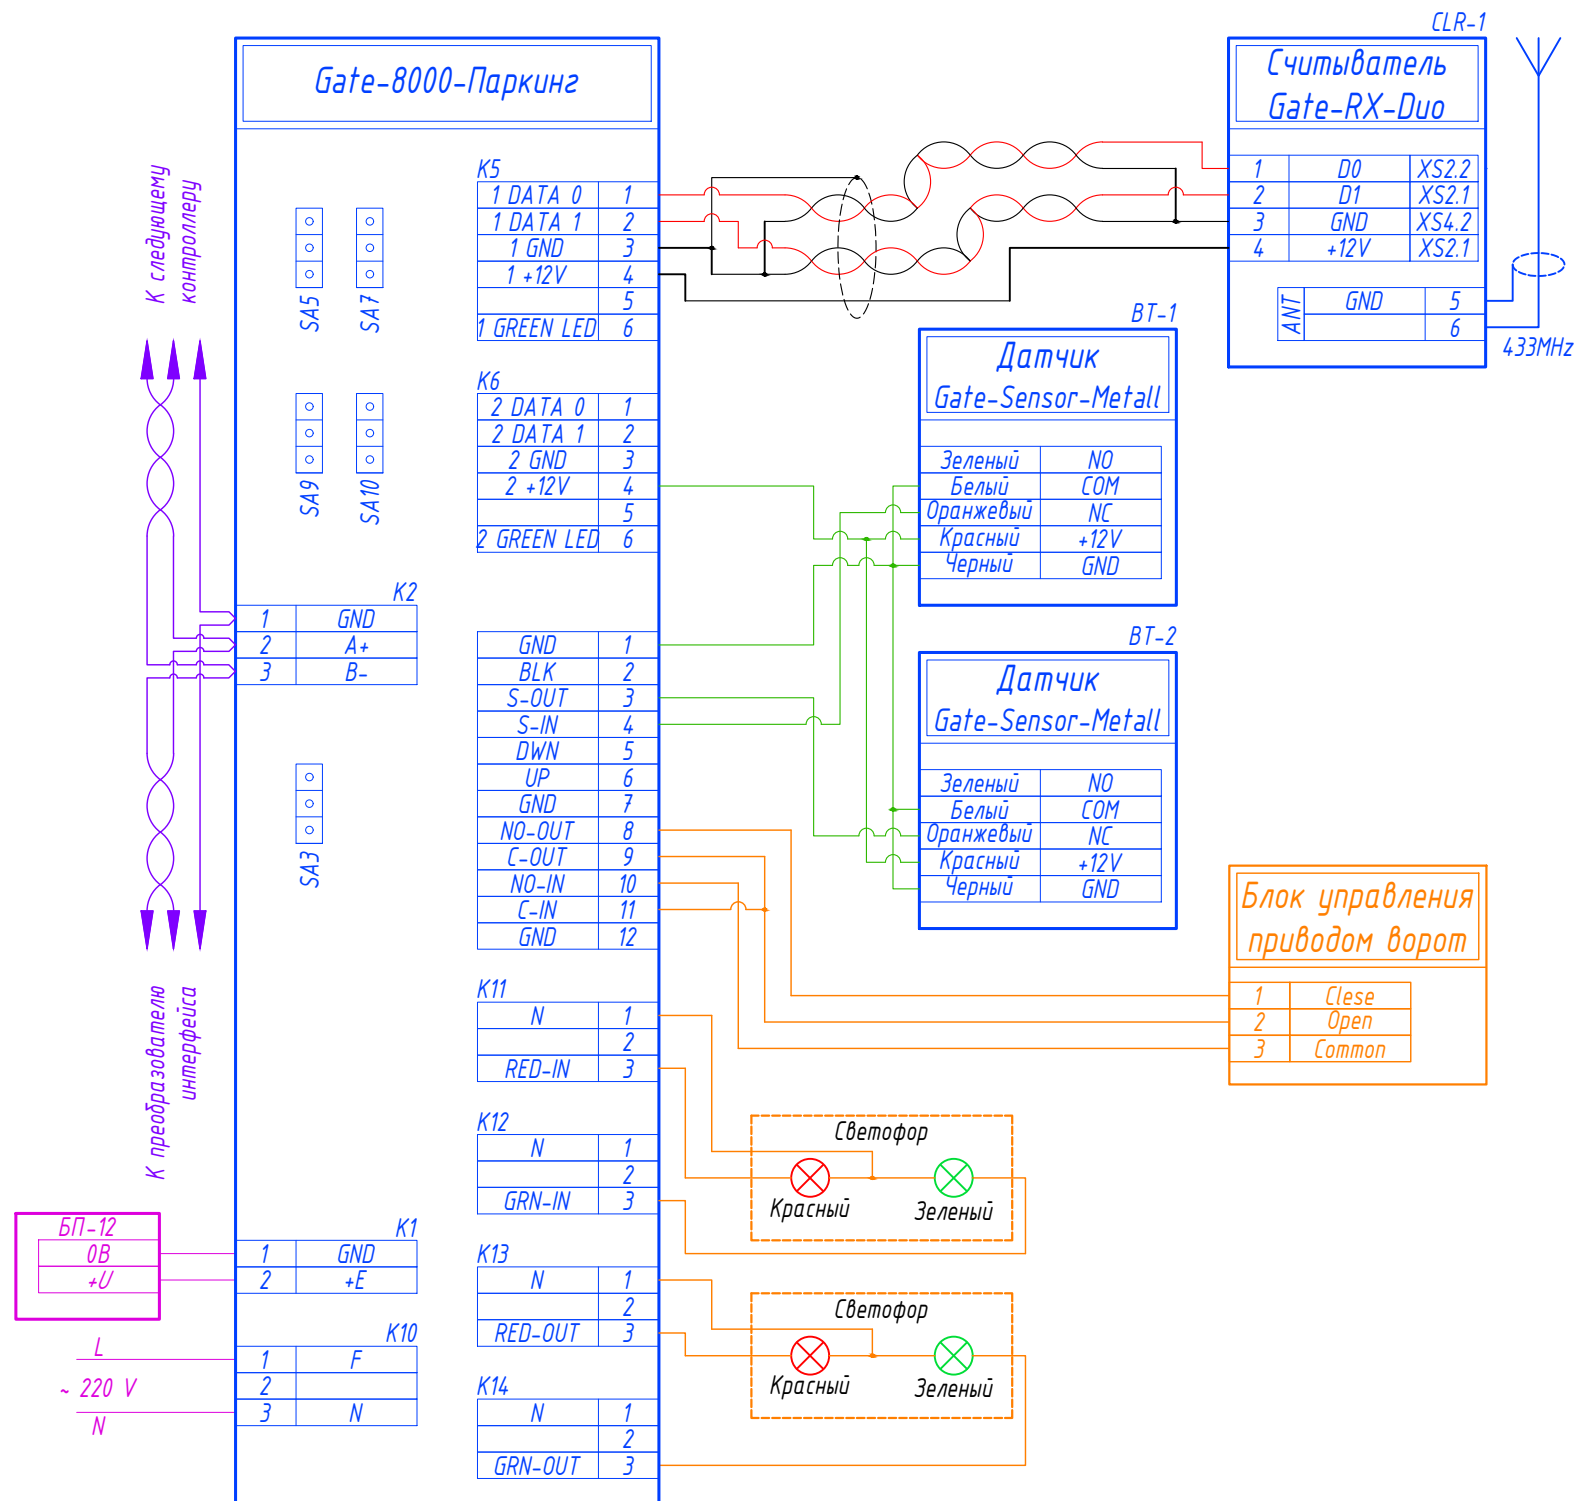 CLR-1
Gate-8000-Паркинг
Считыватель
Gate-RX-Duo
1 D0 XS2.2
2 D1 XS2.1
3 GND XS4.2
4 +12V XS2.1
ANT
GND 5
6
433MHz
К следующему
контроллеру
К преобразователю
интерфейса
SA5
SA7
SA9
SA10
SA3
K5
1 DATA 0 1
1 DATA 1 2
1 GND 3
1 +12V 4
5
1 GREEN LED 6
K6
2 DATA 0 1
2 DATA 1 2
2 GND 3
2 +12V 4
5
2 GREEN LED 6
K2
1 GND
2 A+
3 B-
GND 1
BLK 2
S-OUT 3
S-IN 4
DWN 5
UP 6
GND 7
NO-OUT 8
C-OUT 9
NO-IN 10
C-IN 11
GND 12
BT-1
Датчик
Gate-Sensor-Metall
Зеленый NO
Белый COM
Оранжевый NC
Красный +12V
Черный GND
BT-2
Датчик
Gate-Sensor-Metall
Зеленый NO
Белый COM
Оранжевый NC
Красный +12V
Черный GND
Блок управления
приводом ворот
1 Clese
2 Open
3 Common
K11
N 1
2
RED-IN 3
K12
N 1
2
GRN-IN 3
Светофор
Красный
Зеленый
K13
N 1
2
RED-OUT 3
K14
N 1
2
GRN-OUT 3
Светофор
Красный
Зеленый
БП-12
0В
+U
K1
1 GND
2 +E
K10
1 F
2
3 N
L
~ 220 V
N